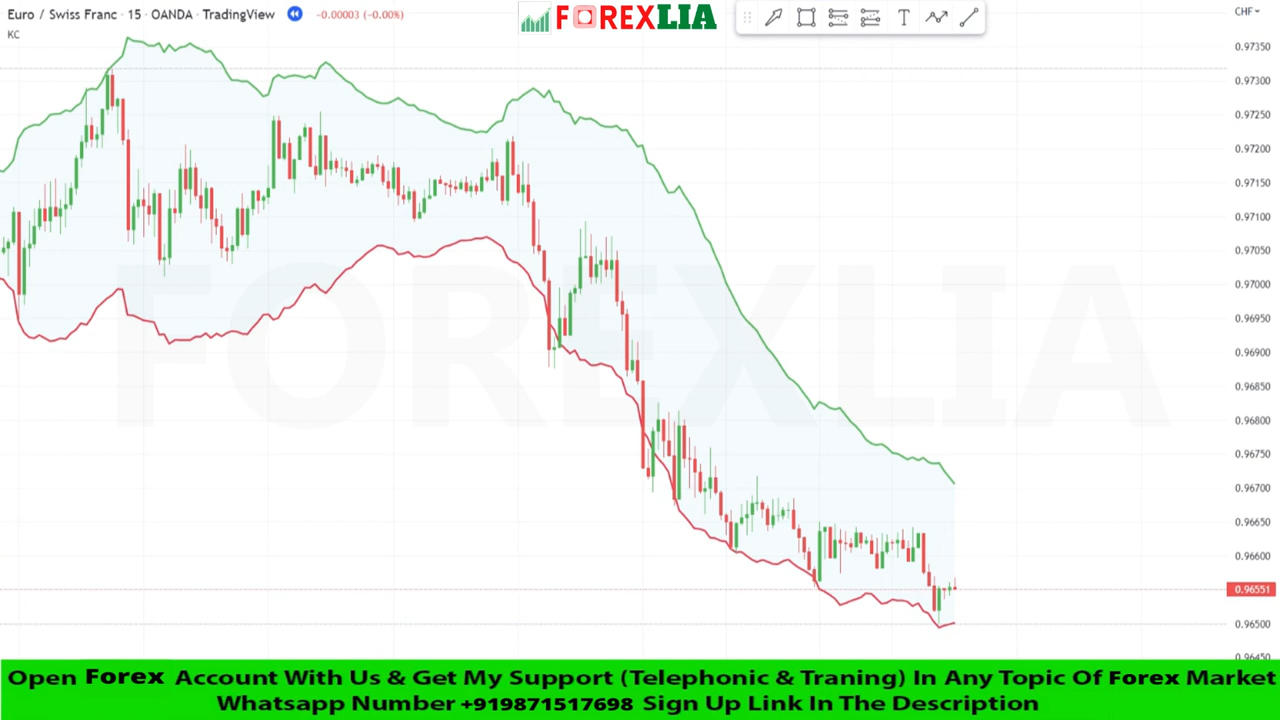 Euro / Swiss Franc · 15 · OANDA · TradingView -0.00003 (-0.00%)
KC
FOREXLIA
T
CHF
0.97350
0.97300
0.97250
0.97200
0.97150
0.97100
0.97050
0.97000
0.96950
0.96900
0.96850
0.96800
0.96750
0.96700
0.96650
0.96600
0.96551
0.96500
0.96450
FOREXLIA
Open Forex Account With Us & Get My Support (Telephonic & Traning) In Any Topic Of Forex Market
Whatsapp Number +919871517698 Sign Up Link In The Description